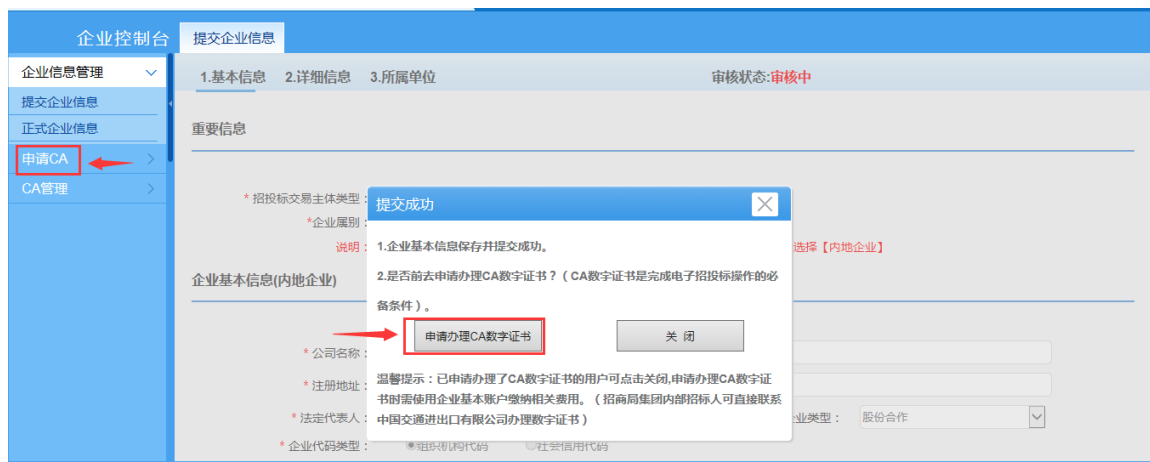 企业控制台 提交企业信息
企业信息管理
提交企业信息
正式企业信息
申请CA
CA管理
1.基本信息 2.详细信息 3.所属单位 审核状态:审核中
重要信息
* 招投标交易主体类型：
*企业属别：
说明： 选择【内地企业】
企业基本信息(内地企业)
* 公司名称：
* 注册地址：
* 法定代表人： 业类型： 股份合作
* 企业代码类型： 组织机构代码 社会信用代码
提交成功
1.企业基本信息保存并提交成功。
2.是否前去申请办理CA数字证书？（CA数字证书是完成电子招投标操作的必
备条件）。
申请办理CA数字证书 关 闭
温馨提示：已申请办理了CA数字证书的用户可点击关闭,申请办理CA数字证
书时需使用企业基本账户缴纳相关费用。（招商局集团内部招标人可直接联系
中国交通进出口有限公司办理数字证书）